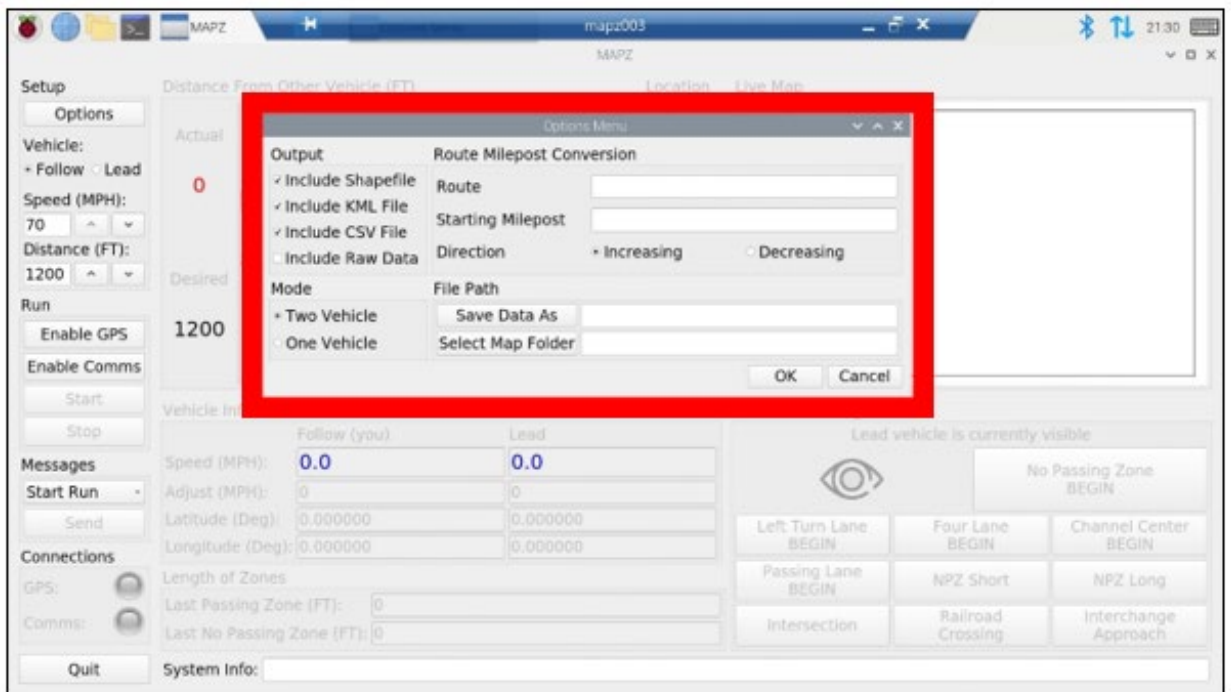 MAPZ mapz003 21:30
MAPZ
Setup
Options
Vehicle:
Follow Lead
Speed (MPH):
70
Distance (FT):
1200
Run
Enable GPS
Enable Comms
Start
Stop
Messages
Start Run
Send
Connections
GPS:
Comms:
Quit
Distance From Other Vehicle (FT) Location Live Map
Actual
0
Desired
1200
Options Menu
Output
Include Shapefile
Include KML File
Include CSV File
Include Raw Data
Mode
Two Vehicle
One Vehicle
Route Milepost Conversion
Route
Starting Milepost
Direction Increasing Decreasing
File Path
Save Data As
Select Map Folder
OK Cancel
Vehicle
Follow (you) Lead
Speed (MPH): 0.0 0.0
Adjust (MPH): 0 0
Latitude (Deg): 0.000000 0.000000
Longitude (Deg): 0.000000 0.000000
Length of Zones
Last Passing Zone (FT): 0
Last No Passing Zone (FT): 0
Lead vehicle is currently visible
No Passing Zone
BEGIN
Left Turn Lane
BEGIN
Four Lane
BEGIN
Channel Center
BEGIN
Passing Lane
BEGIN
NPZ Short
NPZ Long
Intersection
Railroad
Crossing
Interchange
Approach
System Info: